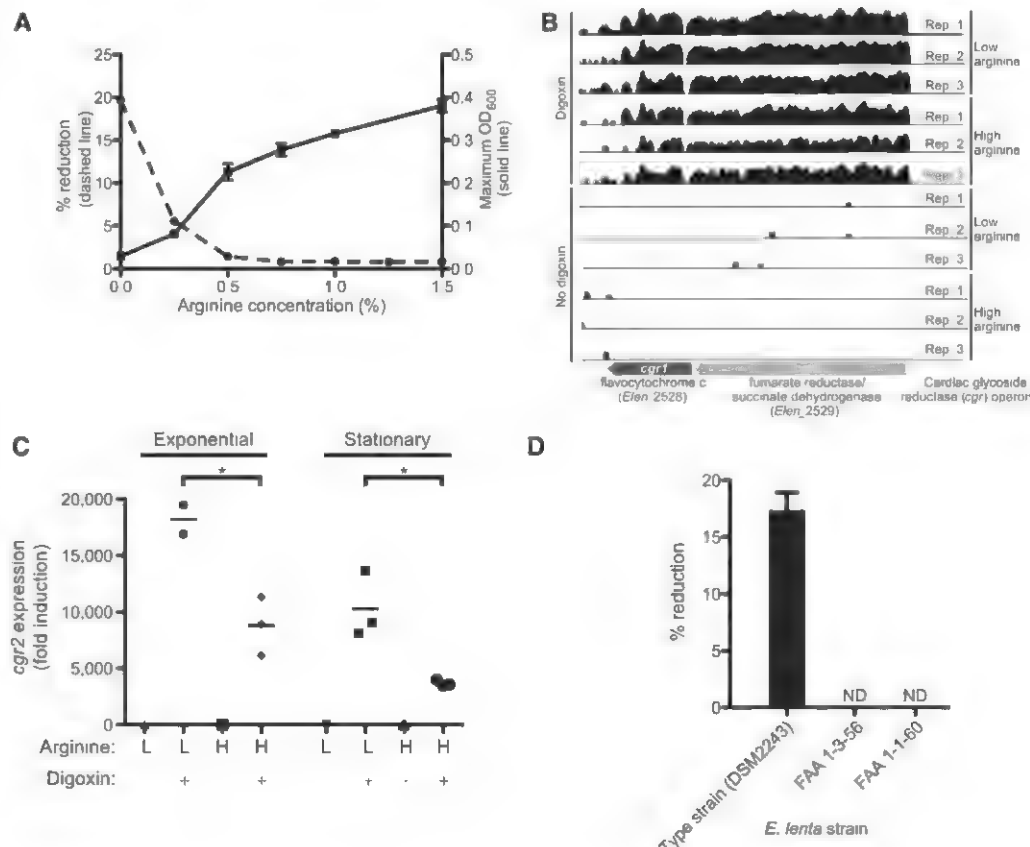 A
% reduction
(dashed line)
25
20
15
10
5
0
0.5
0.4
0.3
0.2
0.1
0.0
Maximum OD600
(solid line)
0.0
0.5
1.0
1.5
Arginine concentration (%)
B
Digoxin
No digoxin
Rep. 1
Rep. 2
Rep. 3
Low
arginine
Rep. 1
Rep. 2
High
arginine
Rep. 1
Rep. 2
Rep. 3
Low
arginine
Rep. 1
Rep. 2
Rep. 3
High
arginine
cgr1
flavocytochrome c
(Elen_2528)
fumarate reductase/
succinate dehydrogenase
(Elen_2529)
Cardiac glycoside
reductase (cgr) operon
C
Exponential
Stationary
*
*
cgr2 expression
(fold induction)
20,000
15,000
10,000
5,000
0
Arginine: L L H H L L H H
Digoxin: - + - + - + - +
D
% reduction
20
15
10
5
0
ND
ND
Type strain (DSM2243)
FAA 1-3-56
FAA 1-1-60
E. lenta strain